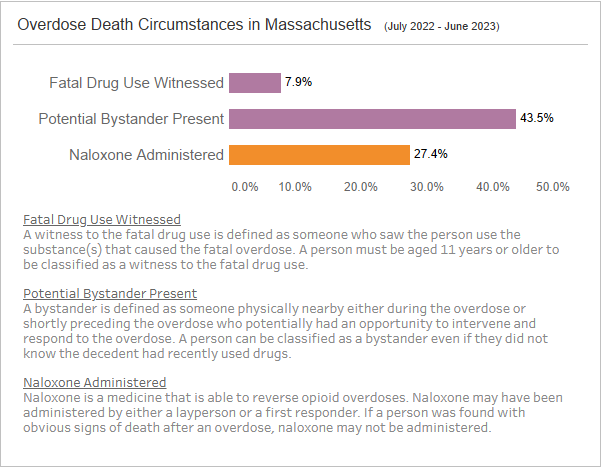 Overdose Death Circumstances in Massachusetts (July 2022 - June 2023)
Fatal Drug Use Witnessed 7.9%
Potential Bystander Present 43.5%
Naloxone Administered 27.4%
0.0% 10.0% 20.0% 30.0% 40.0% 50.0%
Fatal Drug Use Witnessed
A witness to the fatal drug use is defined as someone who saw the person use the
substance(s) that caused the fatal overdose. A person must be aged 11 years or older to
be classified as a witness to the fatal drug use.
Potential Bystander Present
A bystander is defined as someone physically nearby either during the overdose or
shortly preceding the overdose who potentially had an opportunity to intervene and
respond to the overdose. A person can be classified as a bystander even if they did not
know the decedent had recently used drugs.
Naloxone Administered
Naloxone is a medicine that is able to reverse opioid overdoses. Naloxone may have been
administered by either a layperson or a first responder. If a person was found with
obvious signs of death after an overdose, naloxone may not be administered.